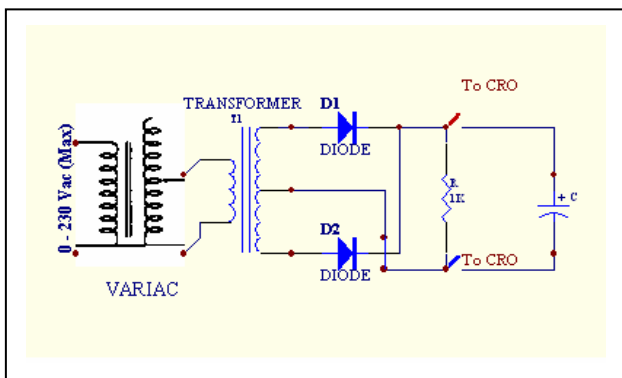 To CRO
TRANSFORMER
T1
D1
DIODE
0 - 230 Vac (Max)
R
1K
+ C
D2
DIODE
To CRO
VARIAC